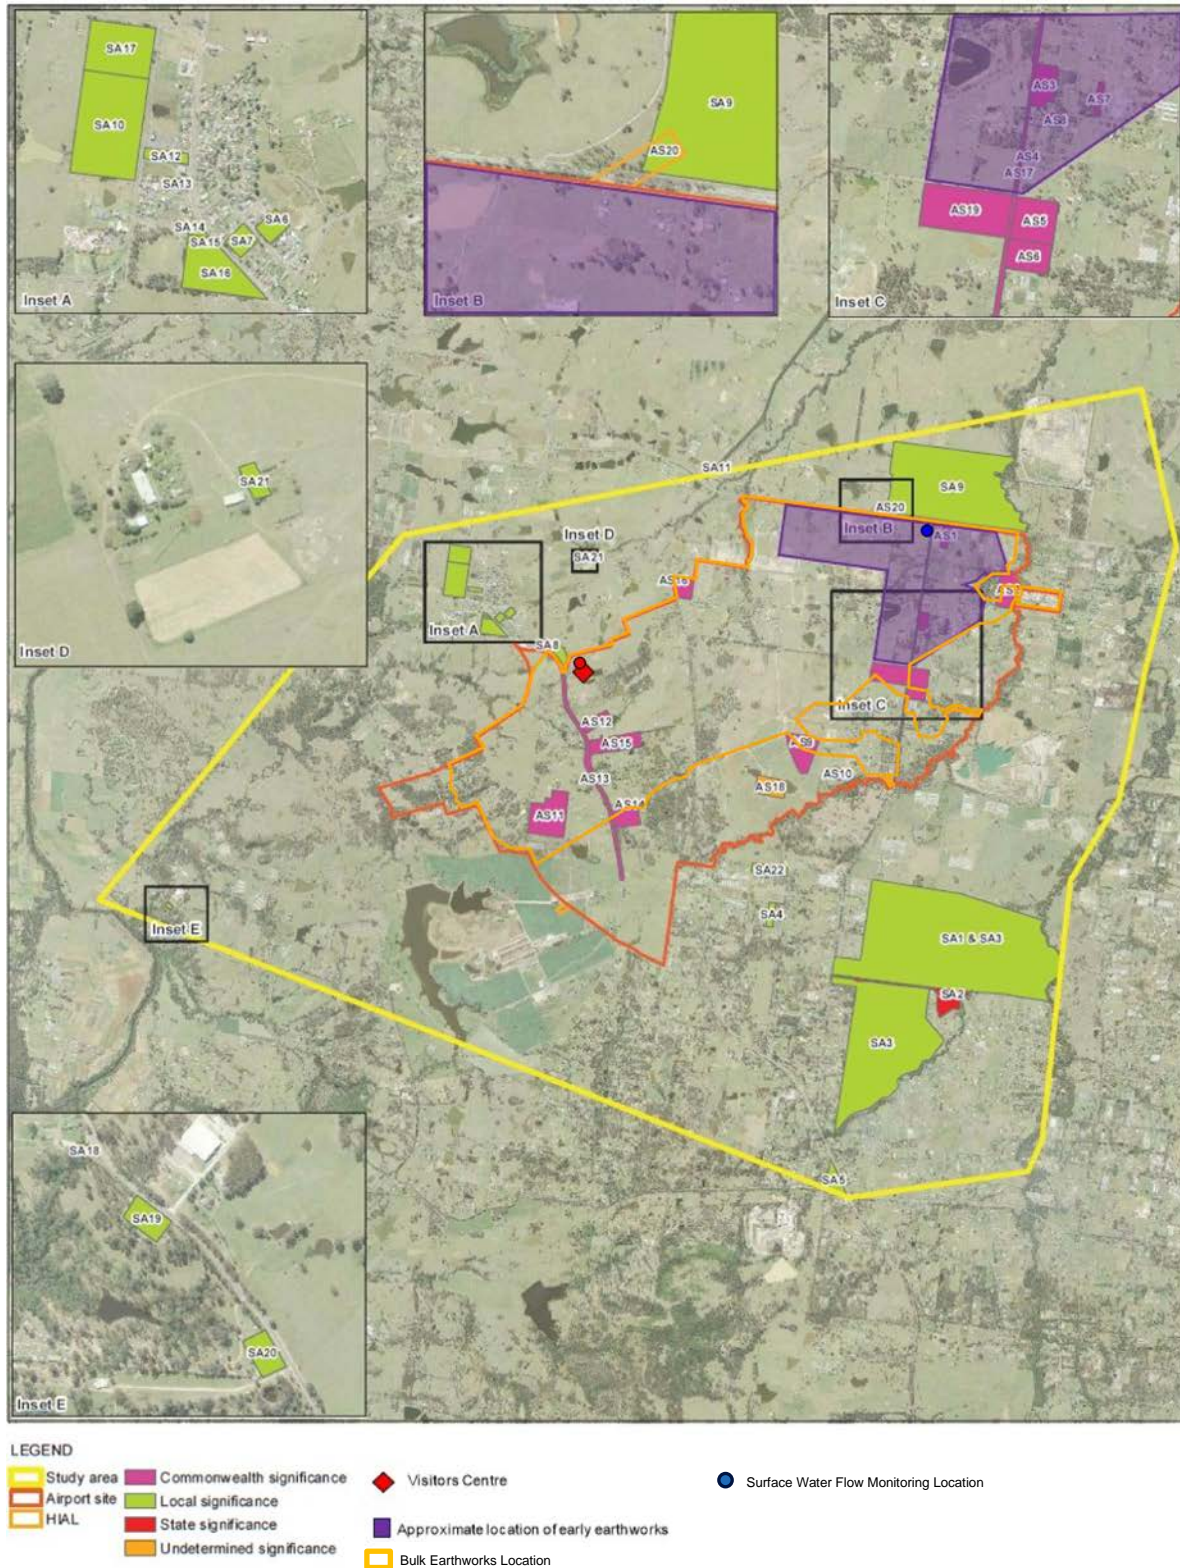 SA17
SA10
SA12
SA13
SA14
SA15
SA7
SA6
SA16
Inset A
SA9
AS20
Inset B
AS3
AS7
AS8
AS4
AS17
AS19
AS5
AS6
Inset C
SA21
Inset D
SA11
SA9
AS20
Inset B
AS1
Inset D
SA21
AS16
Inset A
SA8
Inset C
AS12
AS15
AS13
AS9
AS10
AS18
AS11
AS14
SA22
SA4
Inset E
SA1 & SA3
SA2
SA3
SA5
SA18
SA19
SA20
Inset E
LEGEND
Study area
Airport site
HIAL
Commonwealth significance
Local significance
State significance
Undetermined significance
Visitors Centre
Approximate location of early earthworks
Bulk Earthworks Location
Surface Water Flow Monitoring Location